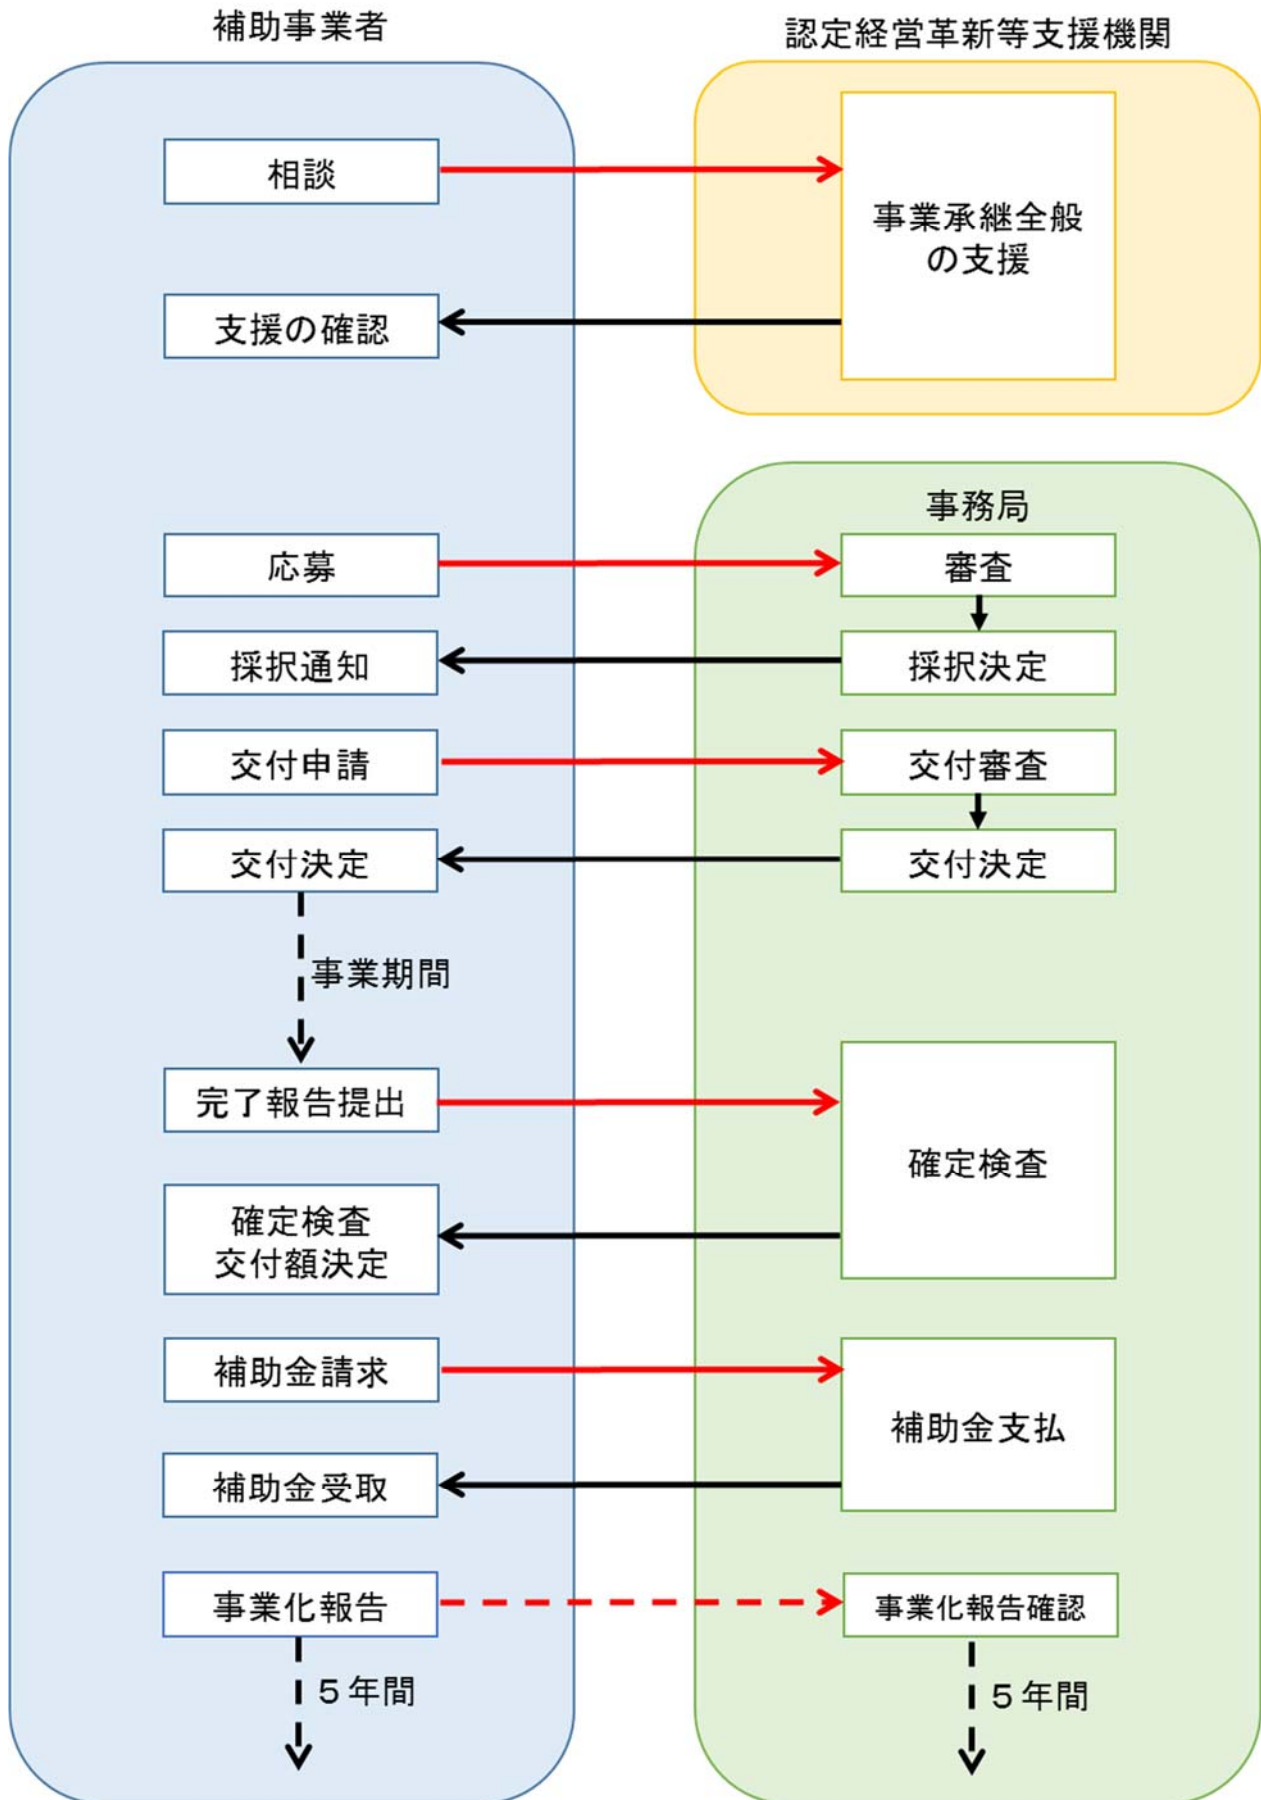 補助事業者
認定経営革新等支援機関
相談
事業承継全般
の支援
支援の確認
事務局
応募
審査
採択通知
採択決定
交付申請
交付審査
交付決定
交付決定
事業期間
完了報告提出
確定検査
確定検査
交付額決定
補助金請求
補助金支払
補助金受取
事業化報告
事業化報告確認
５年間
５年間